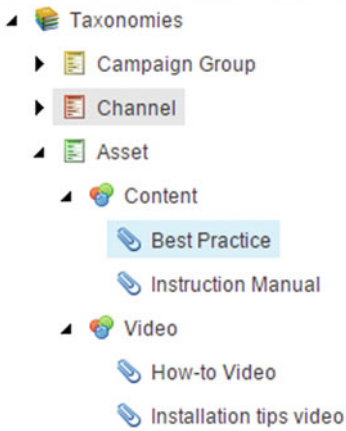 Taxonomies
Campaign Group
Channel
Asset
Content
Best Practice
Instruction Manual
Video
How-to Video
Installation tips video